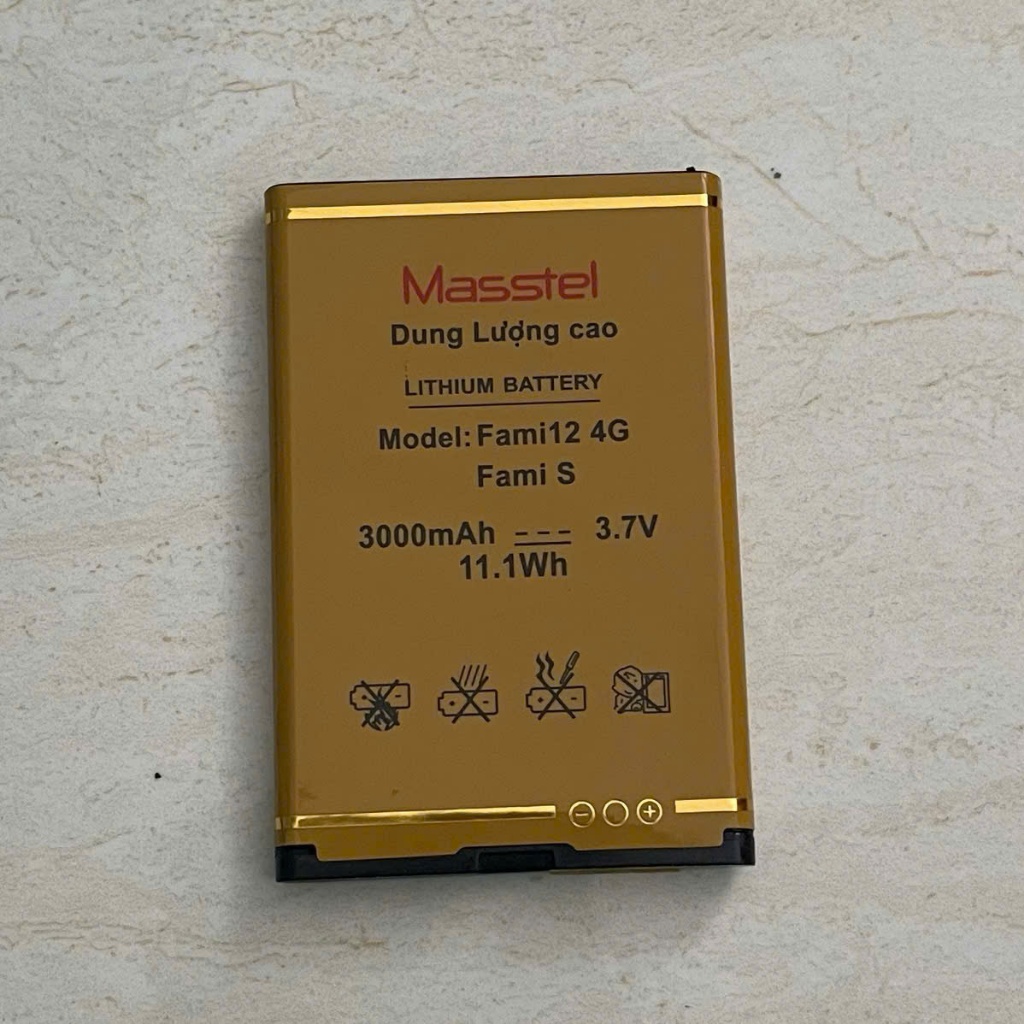 Masstel
Dung Lượng cao
LITHIUM BATTERY
Model: Fami12 4G
Fami S
3000mAh --- 3.7V
11.1Wh